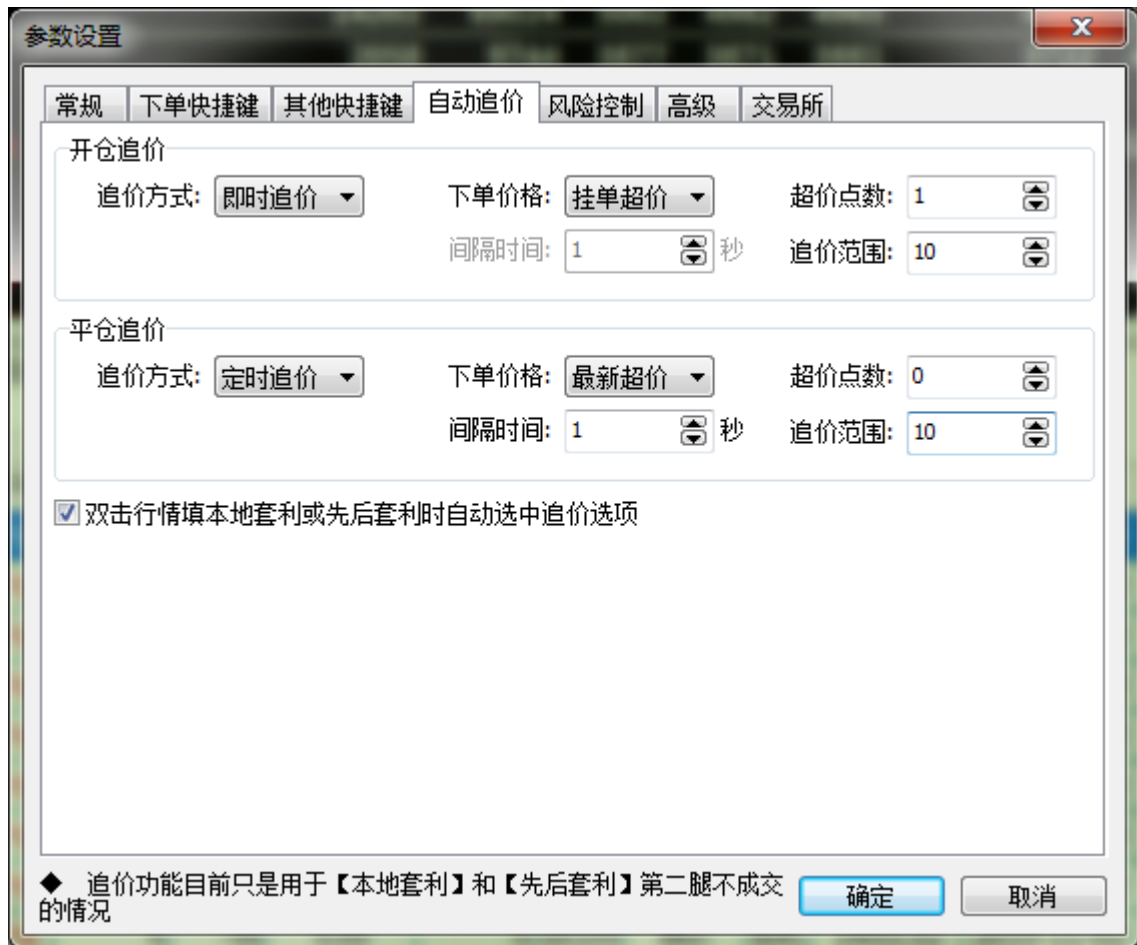 参数设置
常规 下单快捷键 其他快捷键 自动追价 风险控制 高级 交易所
开仓追价
追价方式: 即时追价 下单价格: 挂单超价 超价点数: 1
间隔时间: 1 秒 追价范围: 10
平仓追价
追价方式: 定时追价 下单价格: 最新超价 超价点数: 0
间隔时间: 1 秒 追价范围: 10
双击行情填本地套利或先后套利时自动选中追价选项
◆ 追价功能目前只是用于【本地套利】和【先后套利】第二腿不成交
的情况
确定 取消